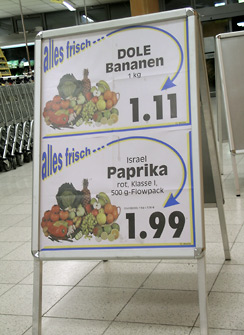 alles frisch...
DOLE
Bananen
1 kg
1.11
alles frisch...
Israel
Paprika
rot, Klasse I,
500 g-Flowpack
1.99